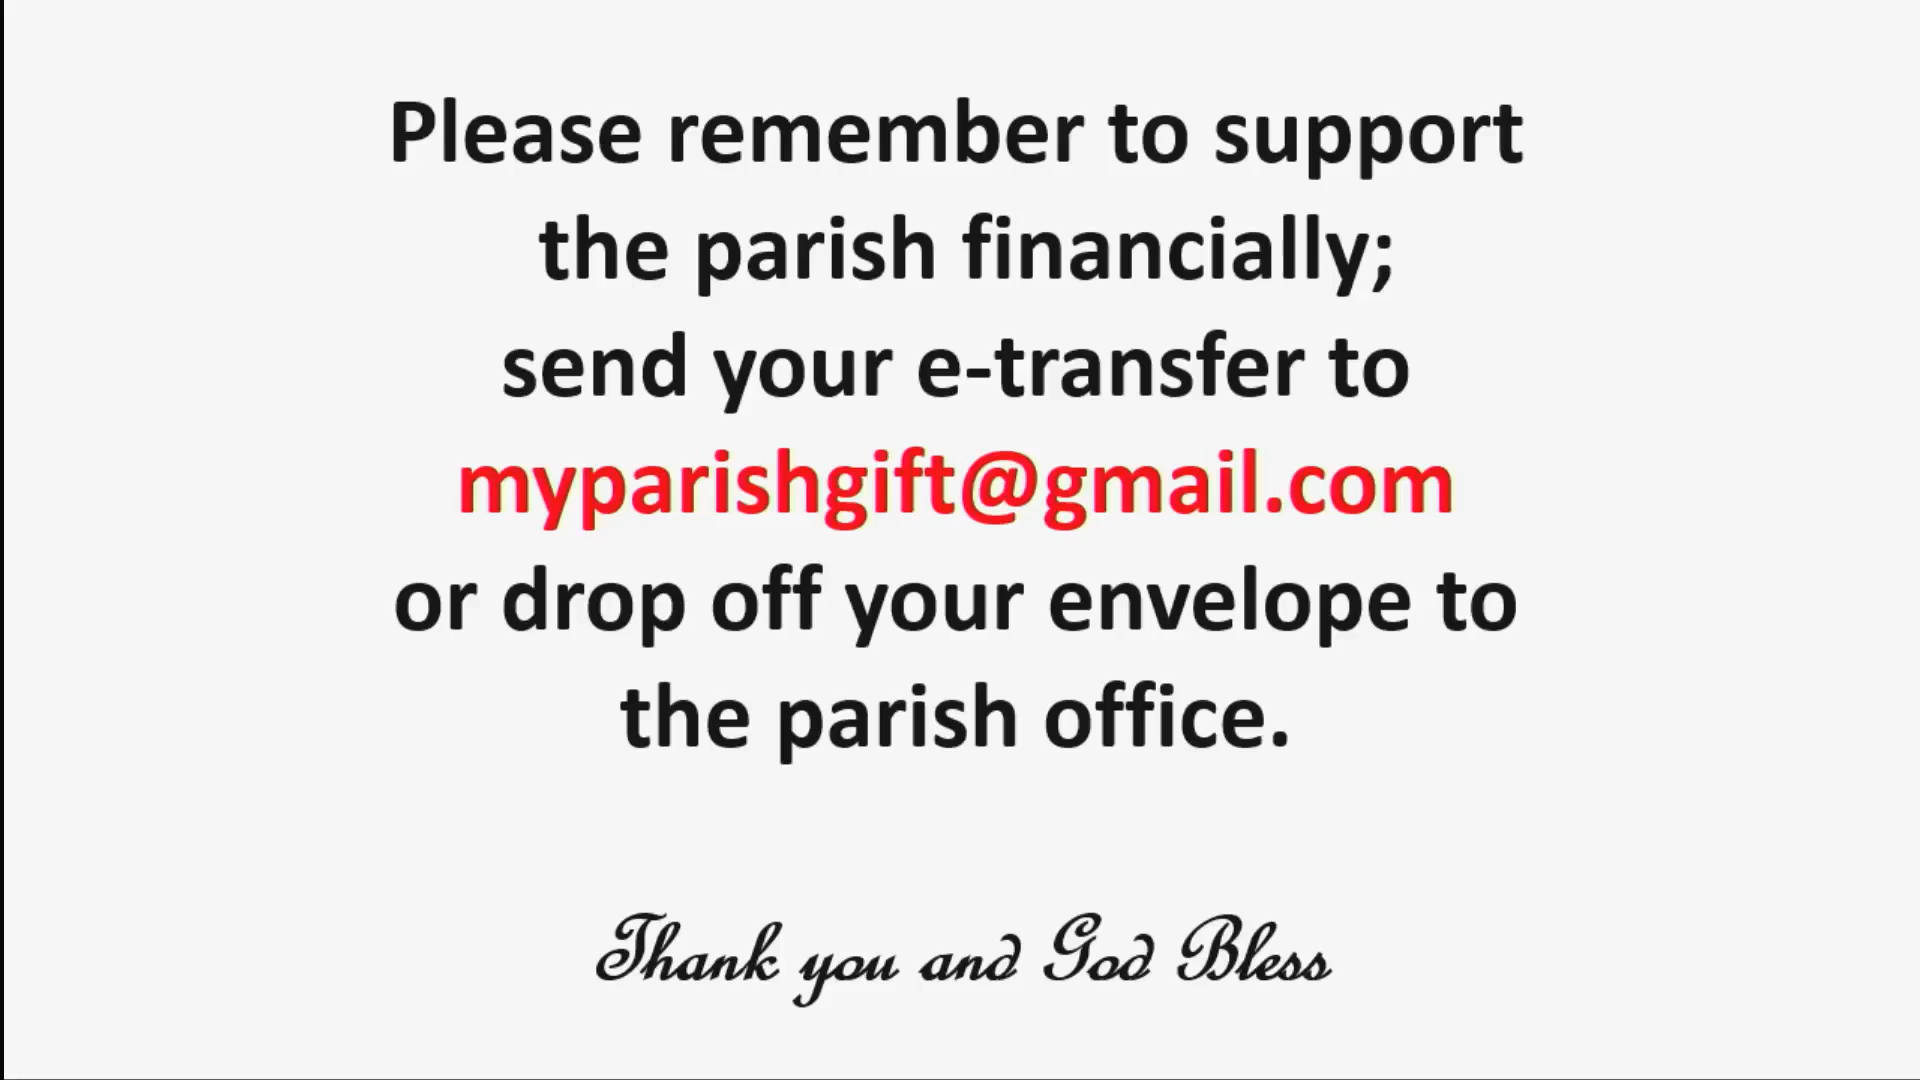 Please remember to support
the parish financially;
send your e-transfer to
myparishgift@gmail.com
or drop off your envelope to
the parish office.
Thank you and God Bless